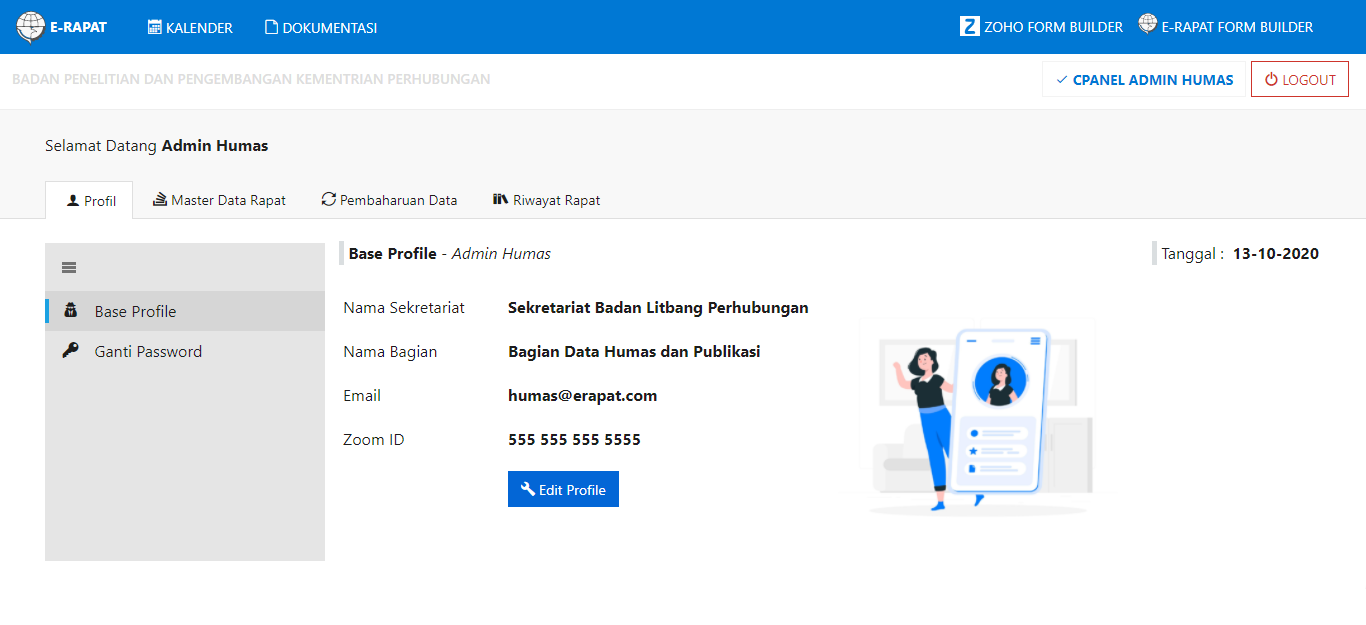 E-RAPAT KALENDER DOKUMENTASI ZOHO FORM BUILDER E-RAPAT FORM BUILDER
BADAN PENELITIAN DAN PENGEMBANGAN KEMENTRIAN PERHUBUNGAN CPANEL ADMIN HUMAS LOGOUT
Selamat Datang Admin Humas
Profil Master Data Rapat Pembaharuan Data Riwayat Rapat
Base Profile - Admin Humas Tanggal : 13-10-2020
Base Profile
Ganti Password
Nama Sekretariat Sekretariat Badan Litbang Perhubungan
Nama Bagian Bagian Data Humas dan Publikasi
Email humas@erapat.com
Zoom ID 555 555 555 5555
Edit Profile